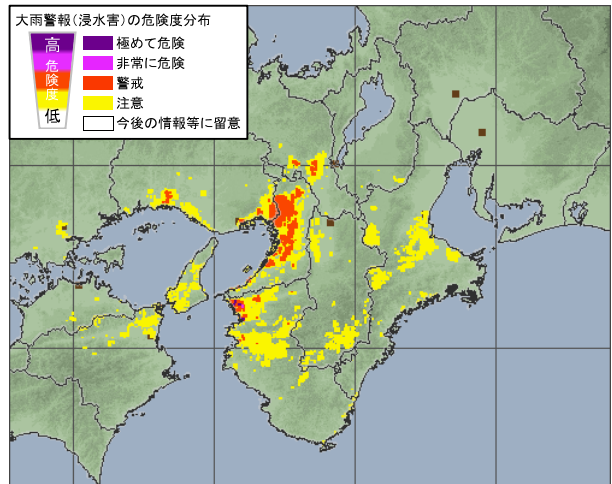 大雨警報(浸水害)の危険度分布
高
危険度
低
極めて危険
非常に危険
警戒
注意
今後の情報等に留意